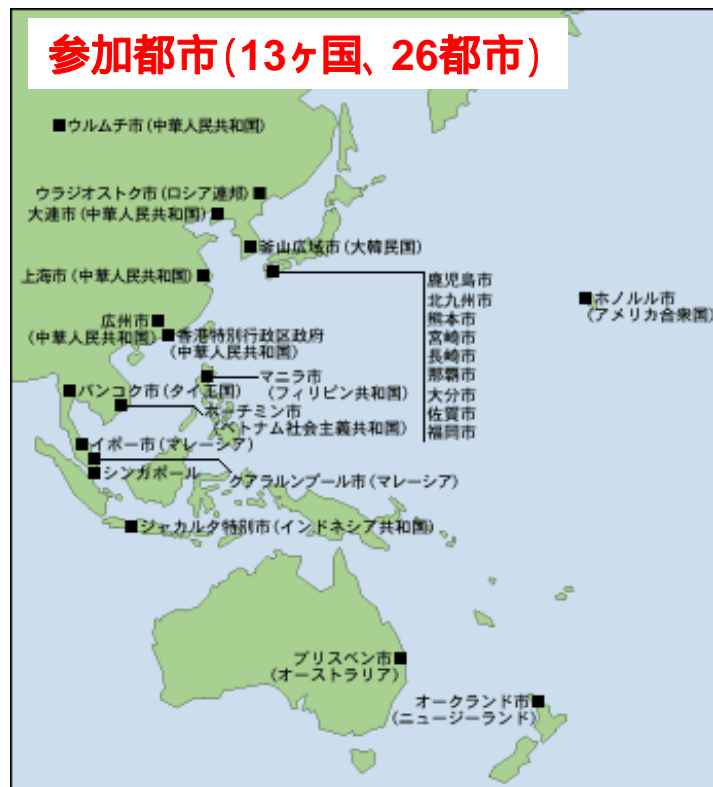 参加都市(13ヶ国、26都市)
■ウルムチ市(中華人民共和国)
ウラジオストク市(ロシア連邦)■
大連市(中華人民共和国)■
■釜山広域市(大韓民国)
上海市(中華人民共和国)■
鹿児島市
北九州市
熊本市
宮崎市
長崎市
那覇市
大分市
佐賀市
福岡市
■ホノルル市
(アメリカ合衆国)
広州市■
(中華人民共和国)
■香港特別行政区政府
(中華人民共和国)
マニラ市
(フィリピン共和国)
■バンコク市(タイ王国)
ホーチミン市
(ベトナム社会主義共和国)
■イポー市(マレーシア)
■シンガポール
クアラルンプール市(マレーシア)
■ジャカルタ特別市(インドネシア共和国)
ブリスベン市■
(オーストラリア)
オークランド市■
(ニュージーランド)